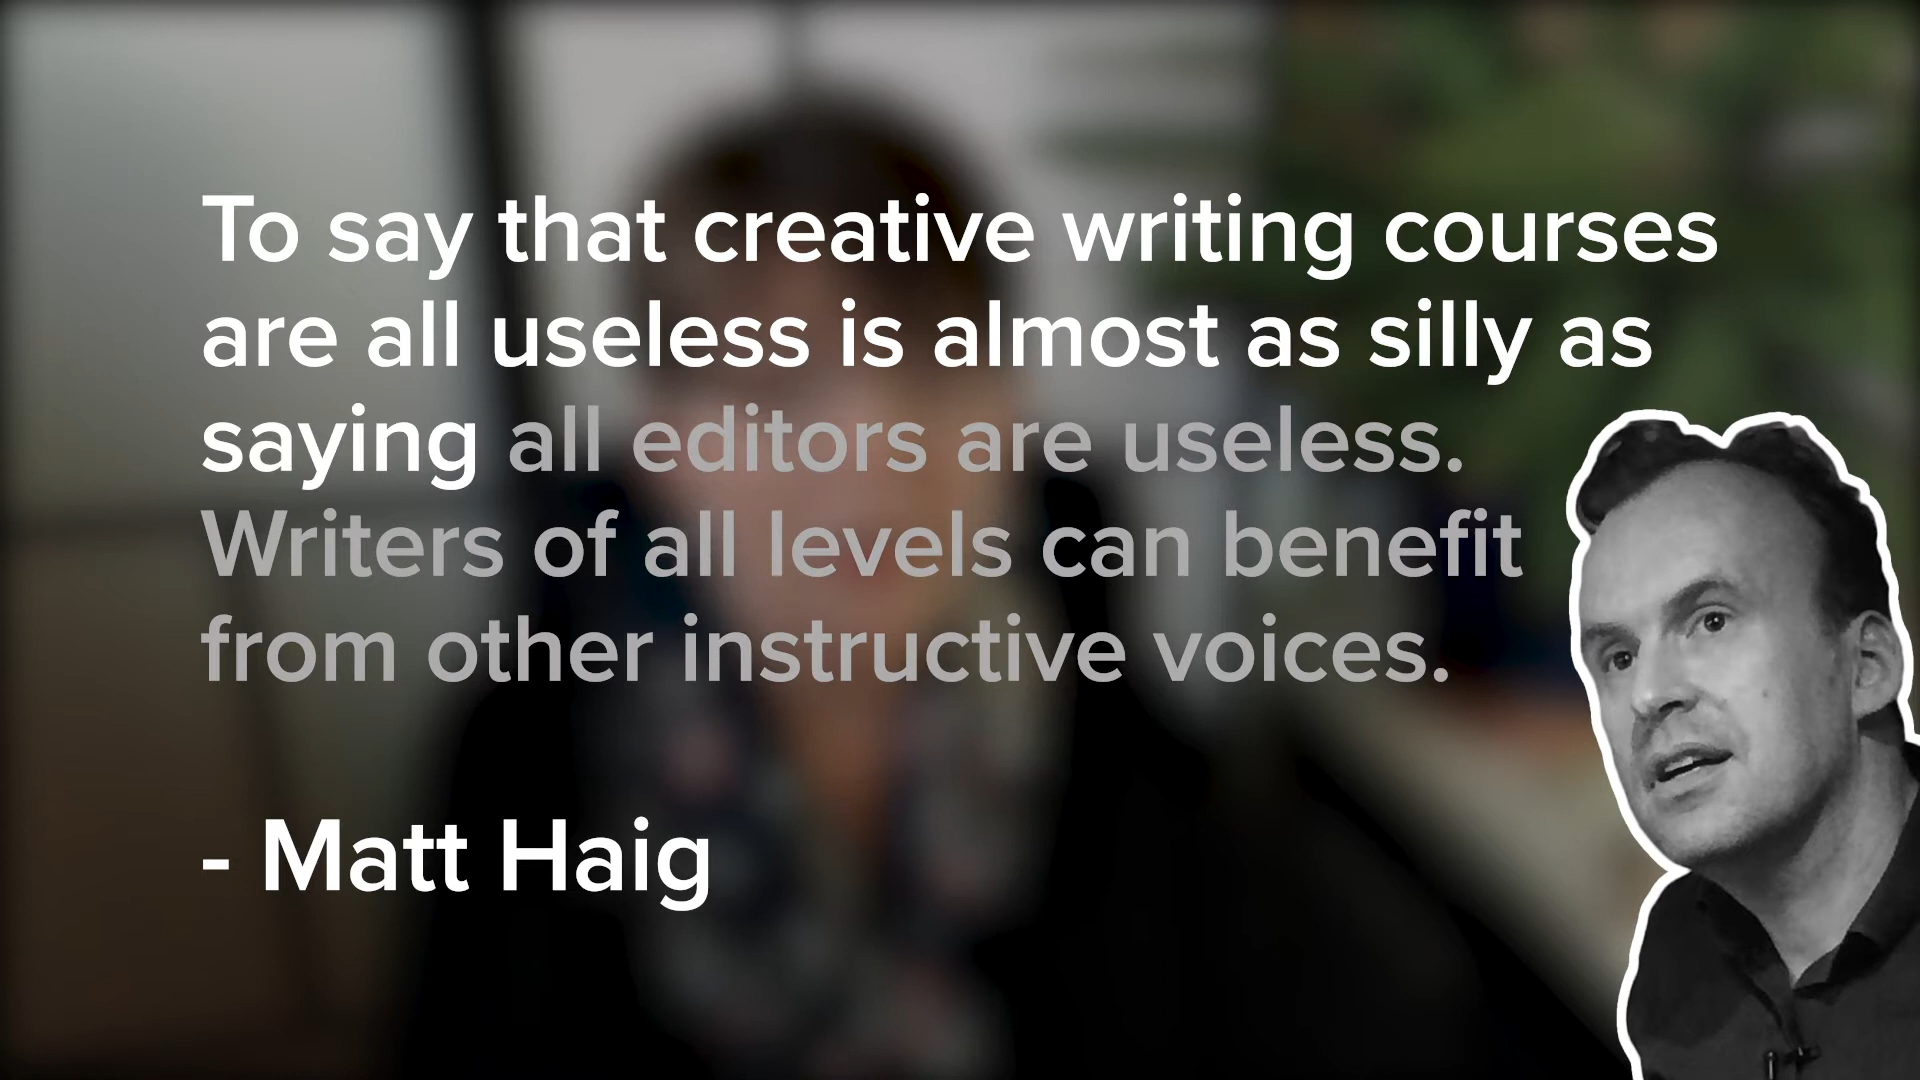 To say that creative writing courses
are all useless is almost as silly as
saying all editors are useless.
Writers of all levels can benefit
from other instructive voices.
- Matt Haig